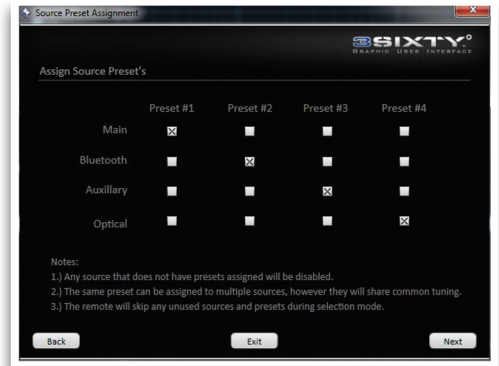 Source Preset Assignment
3SIXTY.°
GRAPHIC USER INTERFACE
Assign Source Preset's
Preset #1 Preset #2 Preset #3 Preset #4
Main
Bluetooth
Auxillary
Optical
Notes:
1.) Any source that does not have presets assigned will be disabled.
2.) The same preset can be assigned to multiple sources, however they will share common tuning.
3.) The remote will skip any unused sources and presets during selection mode.
Back Exit Next